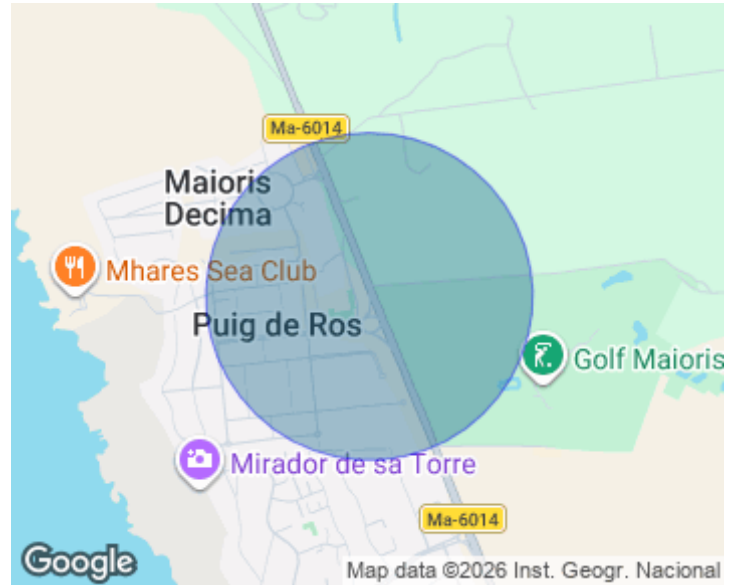 Ma-6014
Maioris
Decima
Mhares Sea Club
Puig de Ros
Golf Maioris
Mirador de sa Torre
Ma-6014
Google
Map data ©2026 Inst. Geogr. Nacional